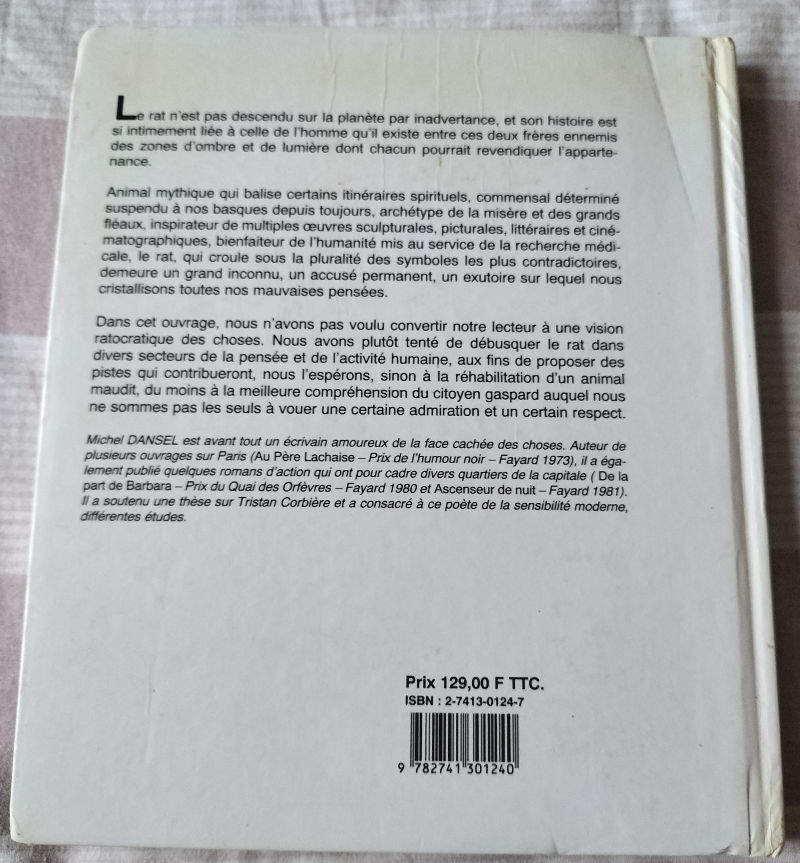 Le rat n'est pas descendu sur la planète par inadvertance, et son histoire est
si intimement liée à celle de l'homme qu'il existe entre ces deux frères ennemis
des zones d'ombre et de lumière dont chacun pourrait revendiquer l'apparte-
nance.
Animal mythique qui balise certains itinéraires spirituels, commensal déterminé
suspendu à nos basques depuis toujours, archétype de la misère et des grands
fléaux, inspirateur de multiples œuvres sculpturales, picturales, littéraires et ciné-
matographiques, bienfaiteur de l'humanité mis au service de la recherche médi-
cale, le rat, qui croule sous la pluralité des symboles les plus contradictoires,
demeure un grand inconnu, un accusé permanent, un exutoire sur lequel nous
cristallisons toutes nos mauvaises pensées.
Dans cet ouvrage, nous n'avons pas voulu convertir notre lecteur à une vision
ratocratique des choses. Nous avons plutôt tenté de débusquer le rat dans
divers secteurs de la pensée et de l'activité humaine, aux fins de proposer des
pistes qui contribueront, nous l'espérons, sinon à la réhabilitation d'un animal
maudit, du moins à la meilleure compréhension du citoyen gaspard auquel nous
ne sommes pas les seuls à vouer une certaine admiration et un certain respect.
Michel DANSEL est avant tout un écrivain amoureux de la face cachée des choses. Auteur de
plusieurs ouvrages sur Paris (Au Père Lachaise – Prix de l'humour noir – Fayard 1973), il a éga-
lement publié quelques romans d'action qui ont pour cadre divers quartiers de la capitale ( De la
part de Barbara – Prix du Quai des Orfèvres – Fayard 1980 et Ascenseur de nuit – Fayard 1981).
Il a soutenu une thèse sur Tristan Corbière et a consacré à ce poète de la sensibilité moderne,
différentes études.
Prix 129,00 F TTC.
ISBN : 2-7413-0124-7
9 782741 301240